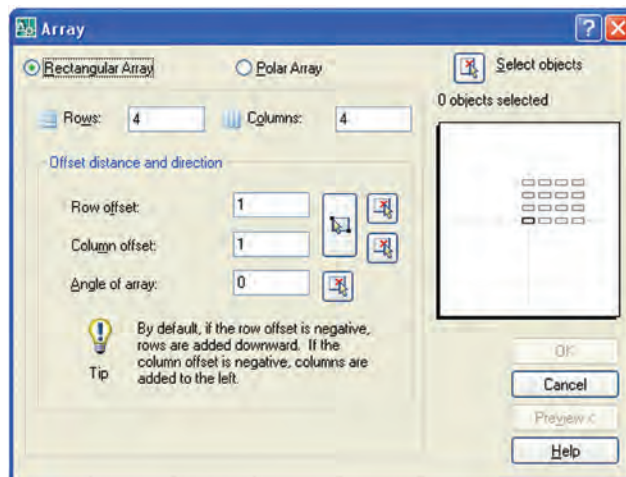 Array
Rectangular Array
Polar Array
Select objects
0 objects selected
Rows: 4
Columns: 4
Offset distance and direction
Row offset: 1
Column offset: 1
Angle of array: 0
Tip
By default, if the row offset is negative,
rows are added downward. If the
column offset is negative, columns are
added to the left.
OK
Cancel
Preview <
Help